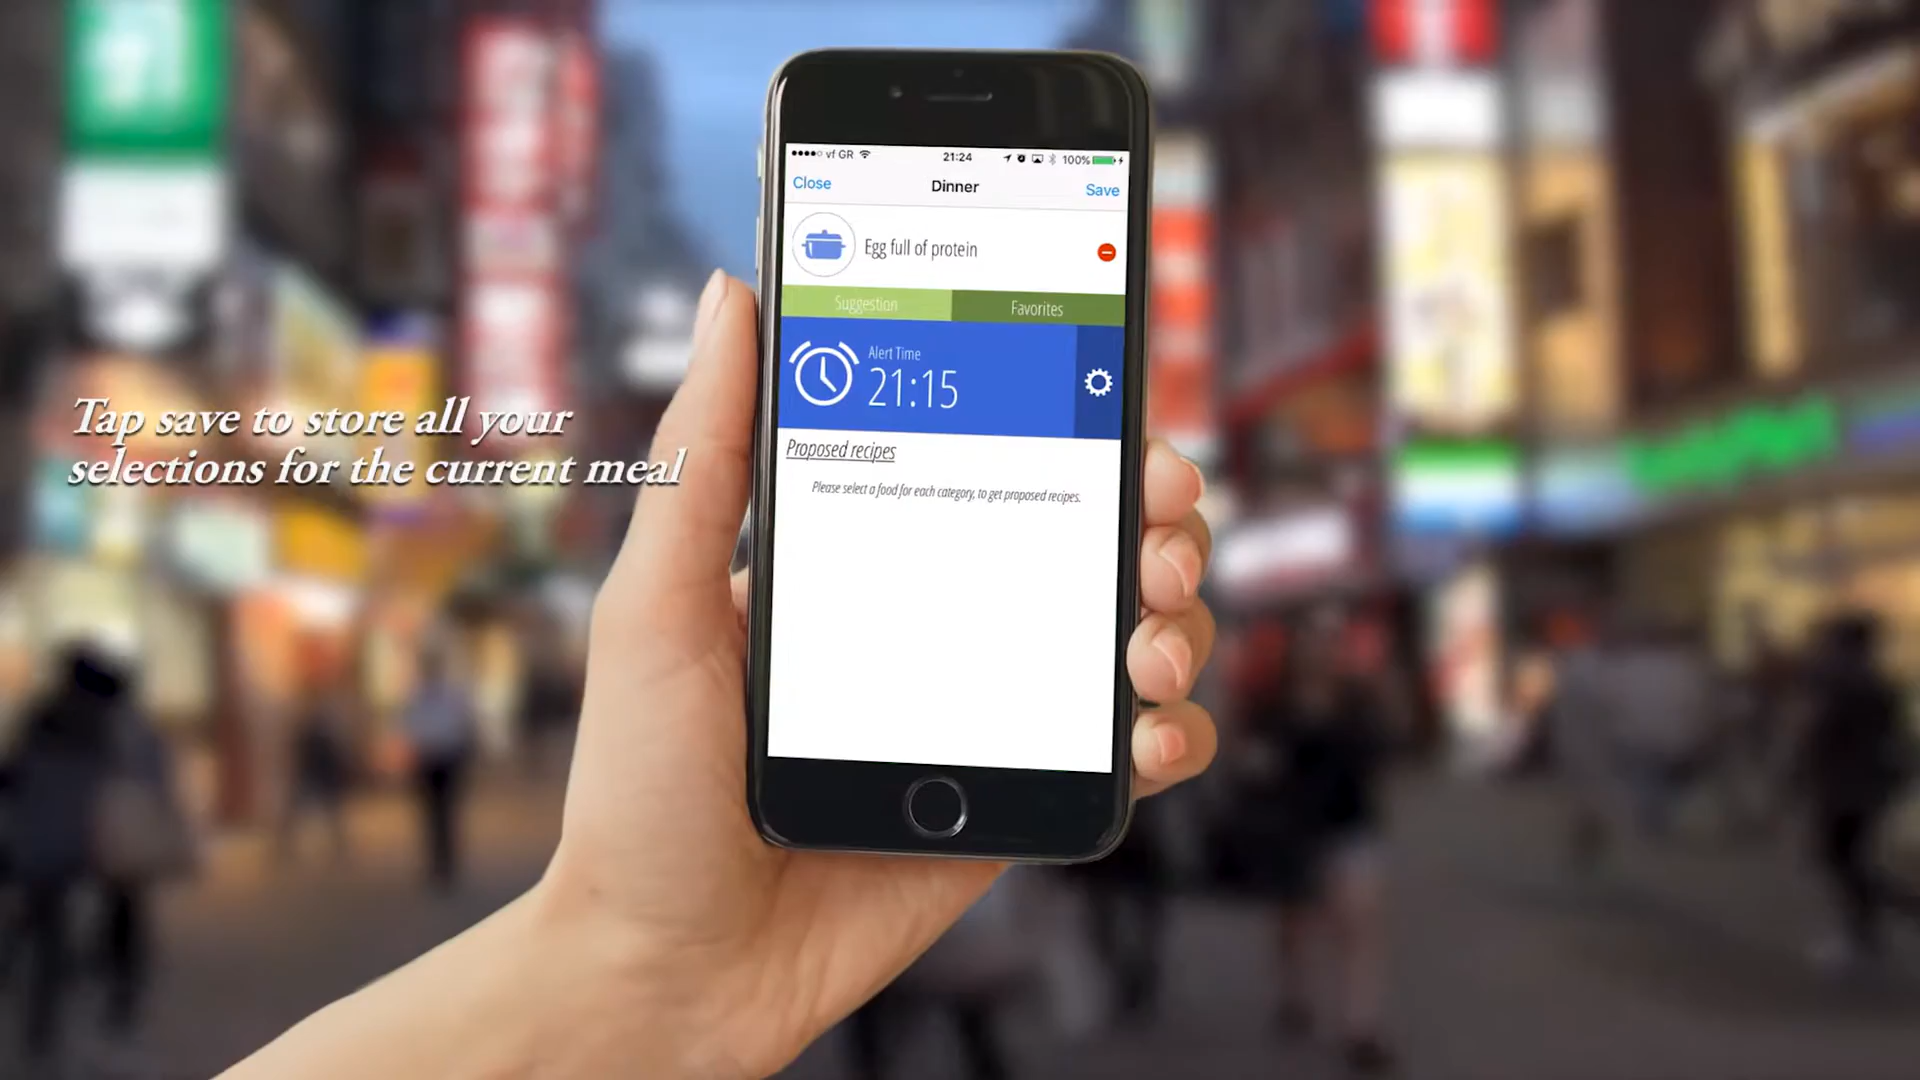 vf GR 21:24 100%
Close Dinner Save
Egg full of protein
Suggestion Favorites
Alert Time
21:15
Proposed recipes
Please select a food for each category, to get proposed recipes.
Tap save to store all your
selections for the current meal